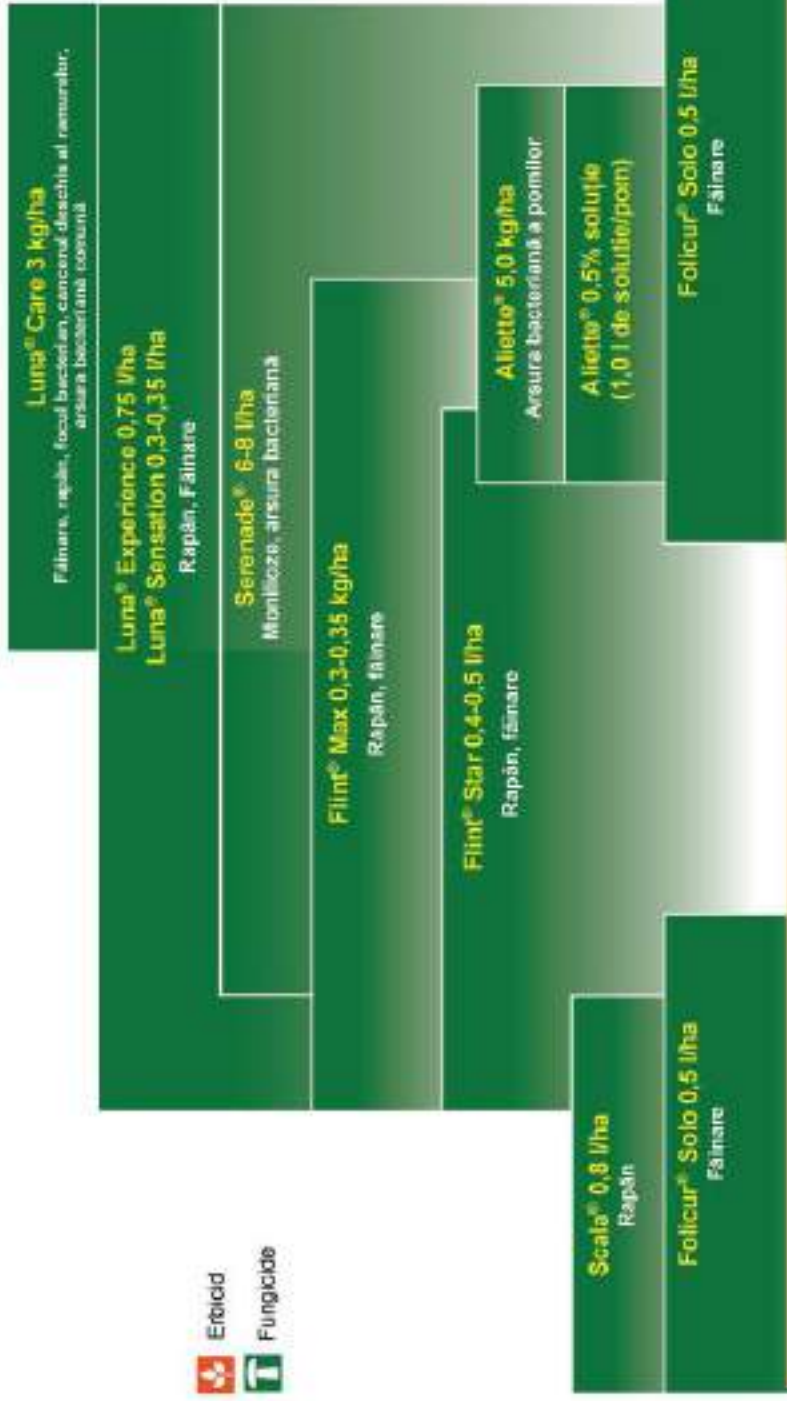 Luna® Care 3 kg/ha
Făinare, rapăn, focul bacterian, cancerul deschis al ramurilor,
arsura bacteriană comună
Luna® Experience 0,75 l/ha
Luna® Sensation 0,3-0,35 l/ha
Rapăn, Făinare
Serenade® 6-8 l/ha
Monilioze, arsura bacteriană
Flint® Max 0,3-0,35 kg/ha
Rapăn, făinare
Flint® Star 0,4-0,5 l/ha
Rapăn, făinare
Aliette® 5,0 kg/ha
Arsura bacteriană a pomilor
Aliette® 0,5% soluție
(1,0 l de soluție/pom)
Scala® 0,8 l/ha
Rapăn
Folicur® Solo 0,5 l/ha
Făinare
Folicur® Solo 0,5 l/ha
Făinare
Erbicid
Fungicide